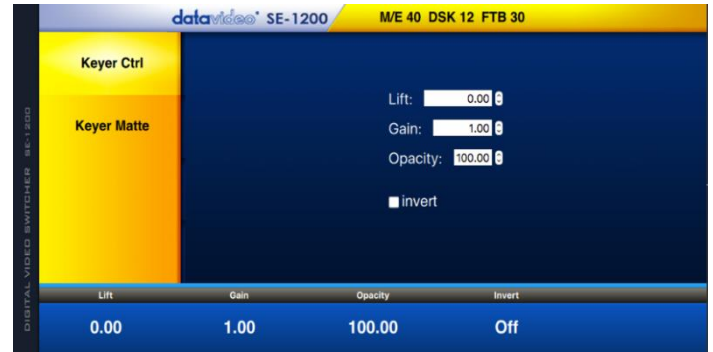 datavideo SE-1200
M/E 40 DSK 12 FTB 30
Keyer Ctrl
Keyer Matte
Lift: 0.00
Gain: 1.00
Opacity: 100.00
invert
Lift Gain Opacity Invert
0.00 1.00 100.00 Off
DIGITAL VIDEO SWITCHER SE-1200